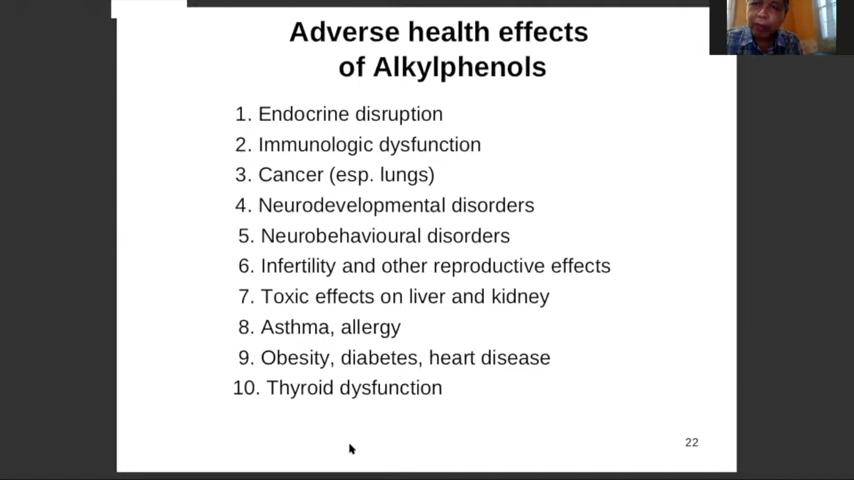 Adverse health effects
of Alkylphenols
1. Endocrine disruption
2. Immunologic dysfunction
3. Cancer (esp. lungs)
4. Neurodevelopmental disorders
5. Neurobehavioural disorders
6. Infertility and other reproductive effects
7. Toxic effects on liver and kidney
8. Asthma, allergy
9. Obesity, diabetes, heart disease
10. Thyroid dysfunction
22